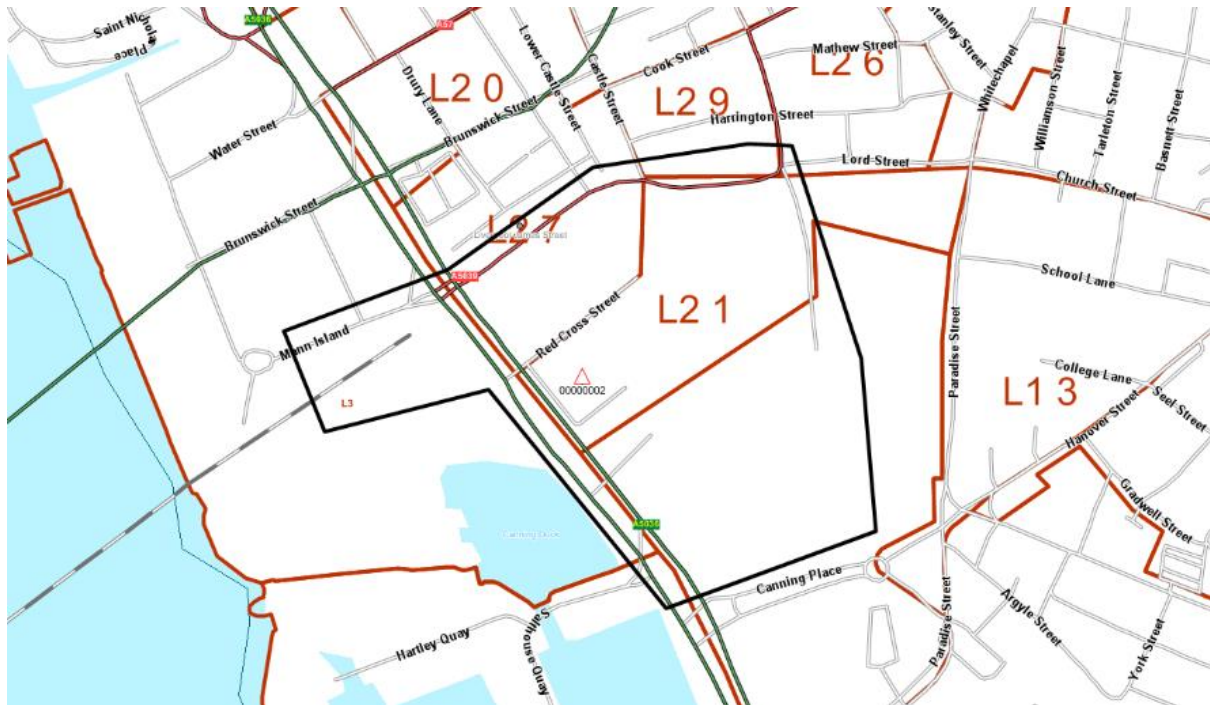 Saint Nichola
Place
A5036
A57
Lower Castle Street
Castle Street
Cook Street
Mathew Street
Stanley Street
Whitechapel
Williamson Street
Tarleton Street
Basnett Street
L2 6
L2 0
L2 9
Drury Lane
Brunswick Street
Harrington Street
Water Street
Lord Street
Church Street
Brunswick Street
L2 7
School Lane
A5039
L2 1
Mann Island
Red Cross Street
Paradise Street
College Lane
Seel Street
00000002
L1 3
L3
Hanover Street
Gradwell Street
A5036
Canning Dock
Canning Place
Argyle Street
Salthouse Quay
Hartley Quay
Paradise Street
York Street